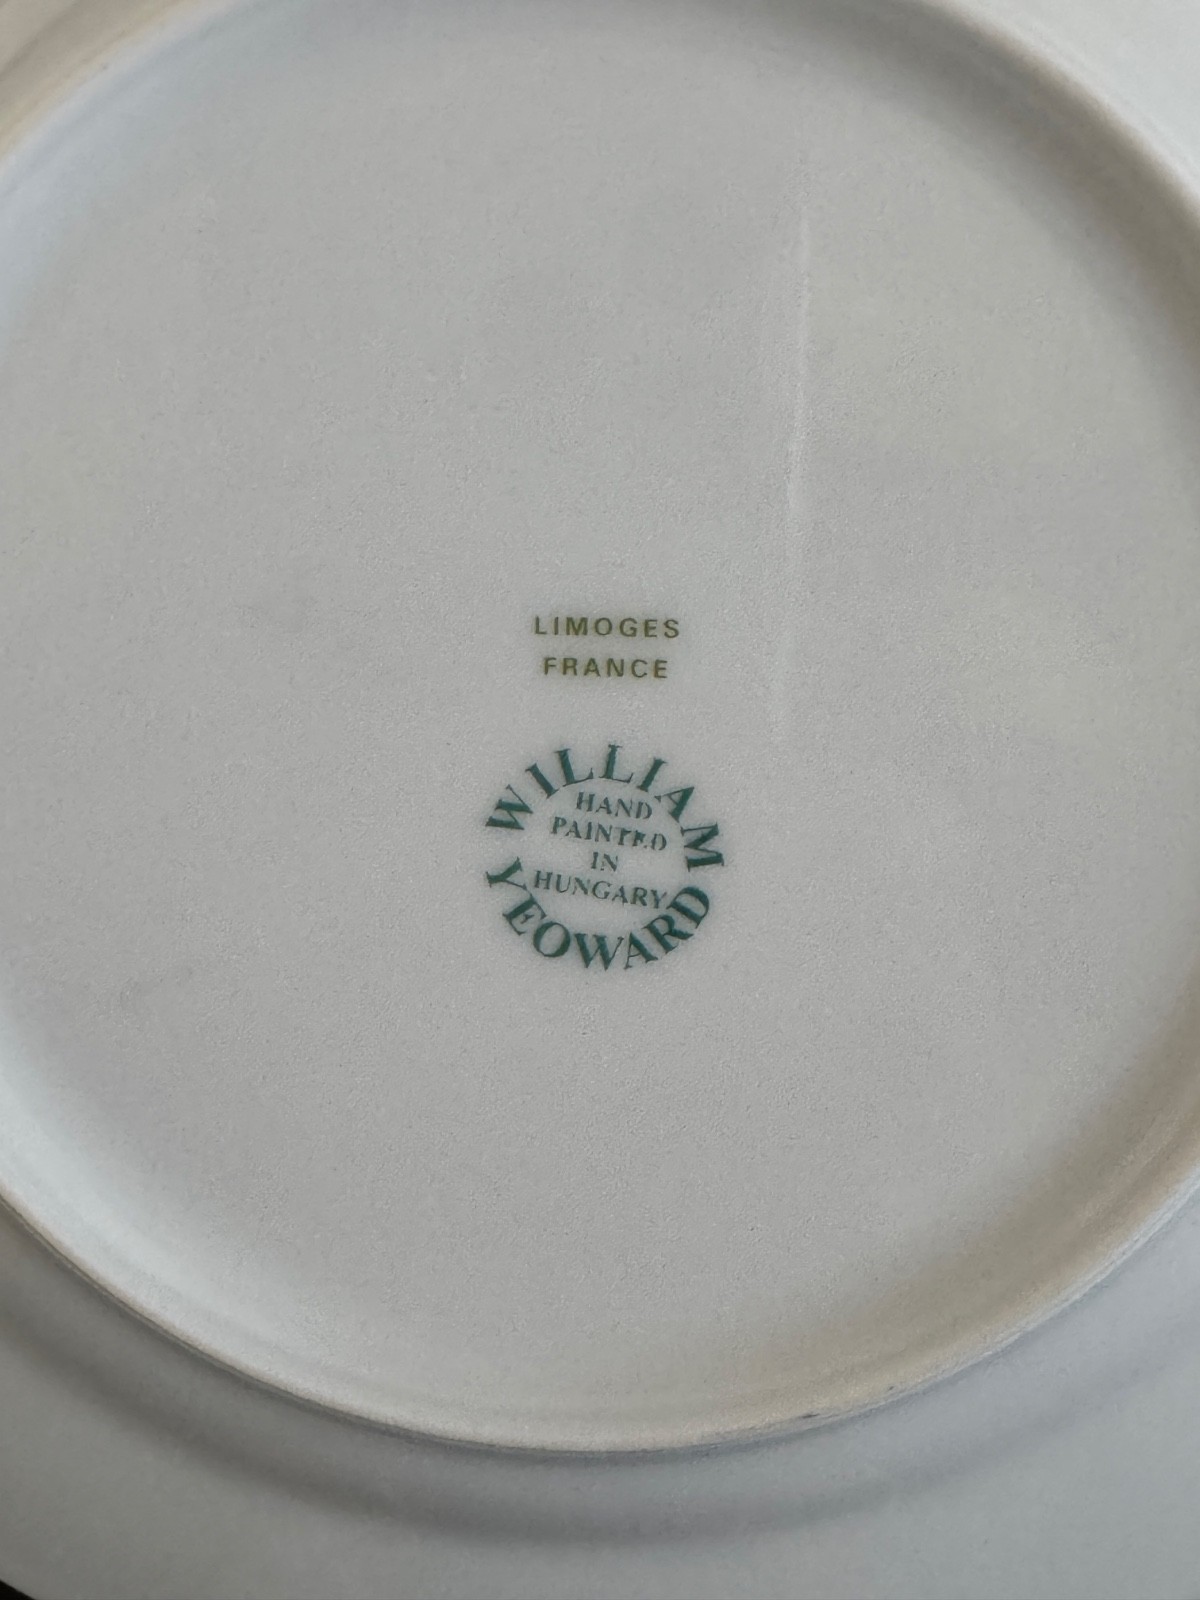 LIMOGES
FRANCE
WILLIAM
HAND
PAINTED
IN
HUNGARY
YEOWARD